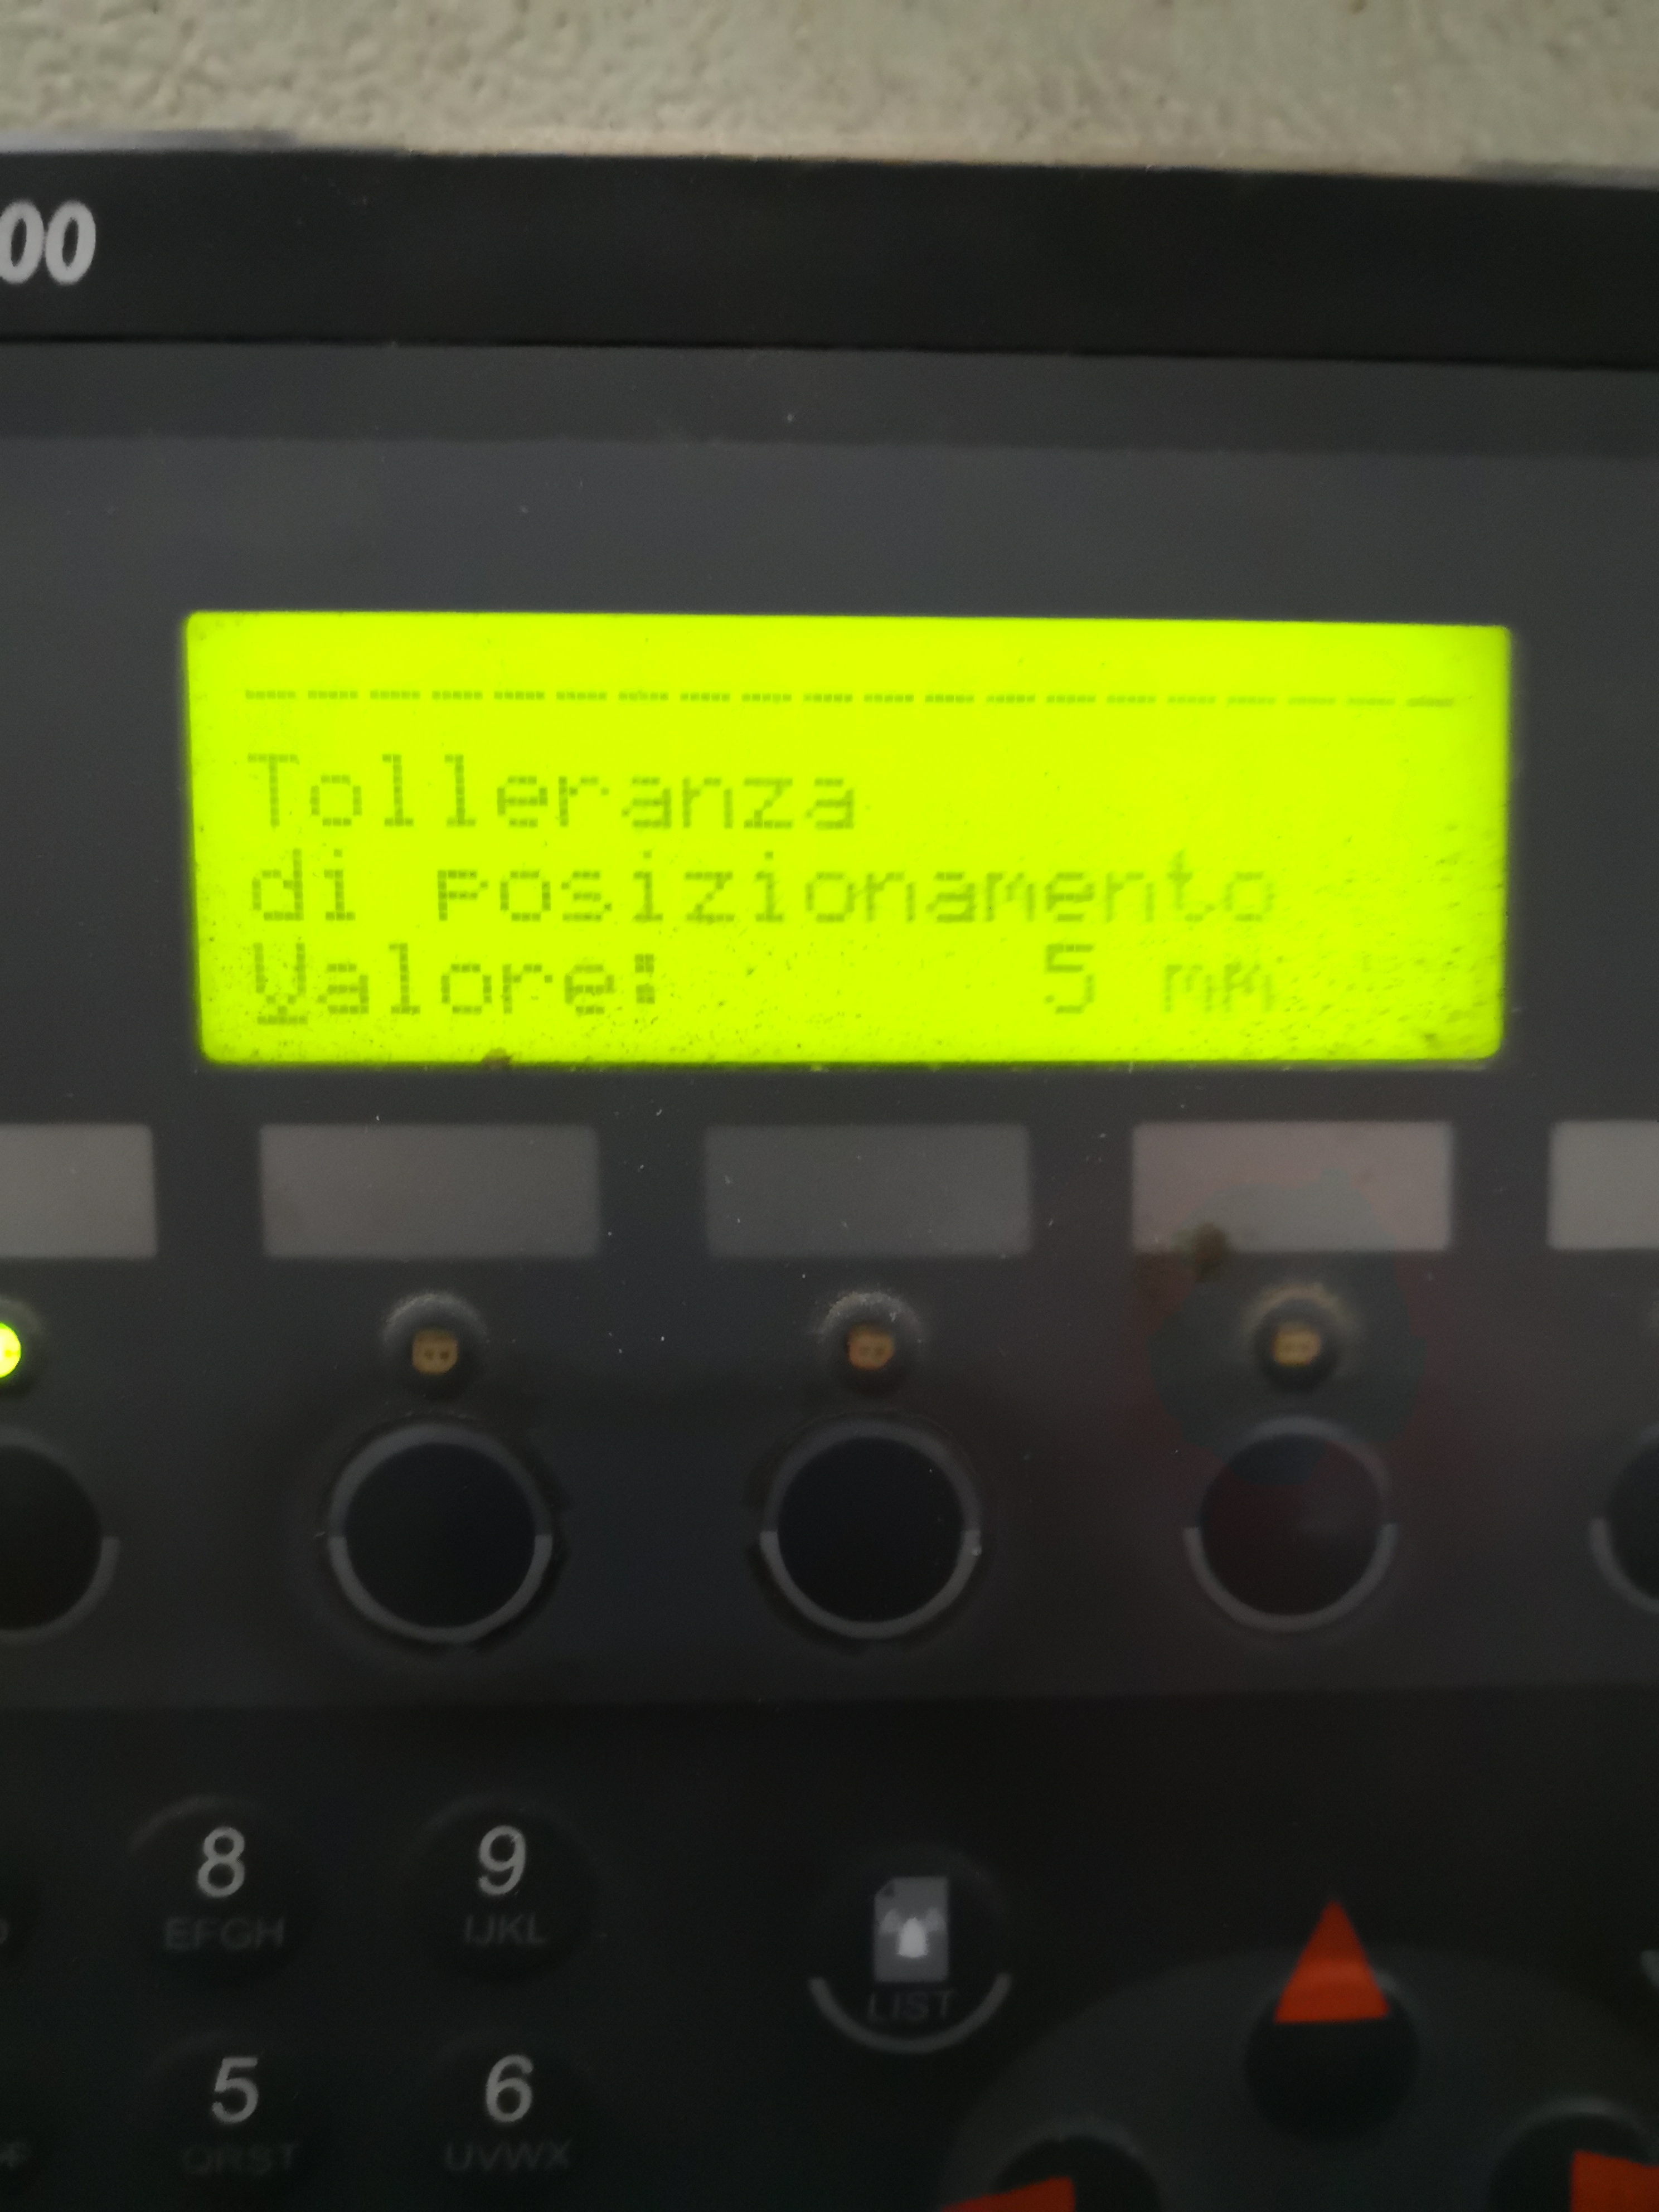 00
--------------------
Tolleranza
di posizionamento
Valore: 5 mm
8 9
EFGH IJKL
LIST
5 6
QRST UVWX